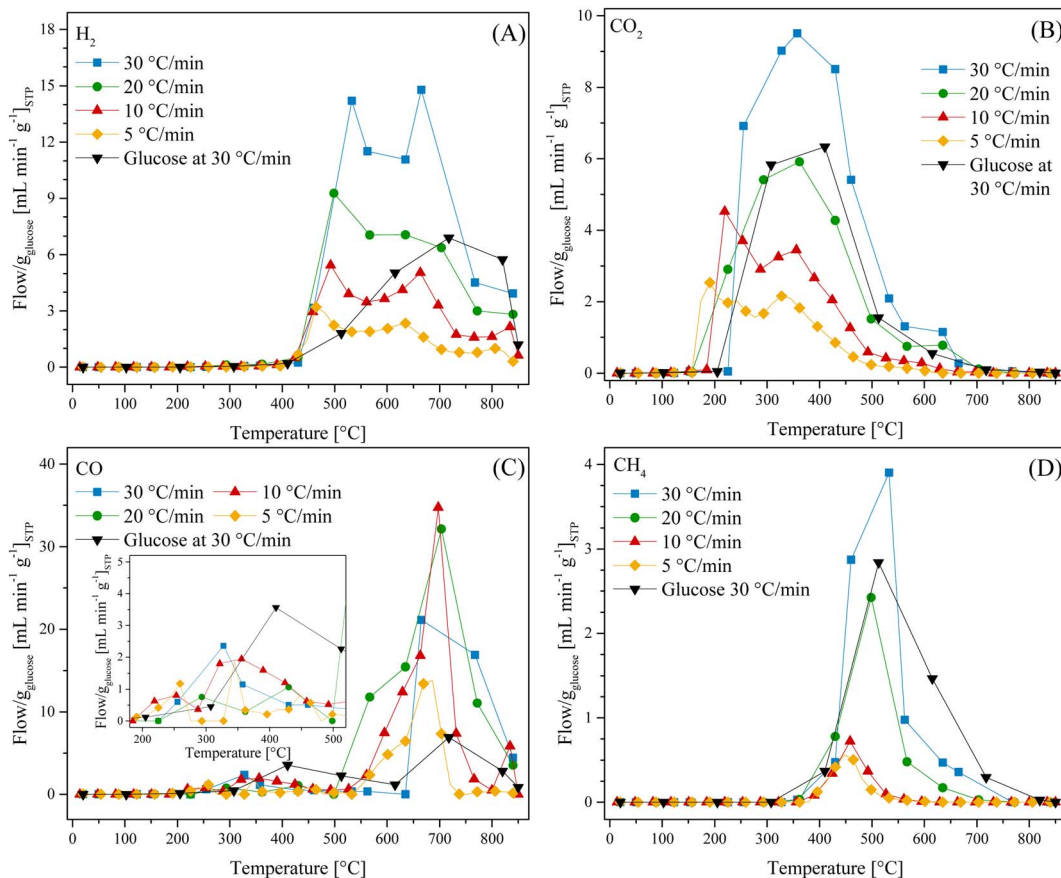 H2
(A)
30 °C/min
20 °C/min
10 °C/min
5 °C/min
Glucose at 30 °C/min
18
15
12
9
6
3
0
Flow/gglucose [mL min-1 g-1]STP
0 100 200 300 400 500 600 700 800
Temperature [°C]
CO2
(B)
30 °C/min
20 °C/min
10 °C/min
5 °C/min
Glucose at
30 °C/min
10
8
6
4
2
0
Flow/gglucose [mL min-1 g-1]STP
0 100 200 300 400 500 600 700 800
Temperature [°C]
CO
(C)
30 °C/min 10 °C/min
20 °C/min 5 °C/min
Glucose at 30 °C/min
40
30
20
10
0
Flow/gglucose [mL min-1 g-1]STP
5
4
3
2
1
0
Flow/gglucose [mL min-1 g-1]STP
200 250 300 350 400 450 500
Temperature [°C]
0 100 200 300 400 500 600 700 800
Temperature [°C]
CH4
(D)
30 °C/min
20 °C/min
10 °C/min
5 °C/min
Glucose 30 °C/min
4
3
2
1
0
Flow/gglucose [mL min-1 g-1]STP
0 100 200 300 400 500 600 700 800
Temperature [°C]